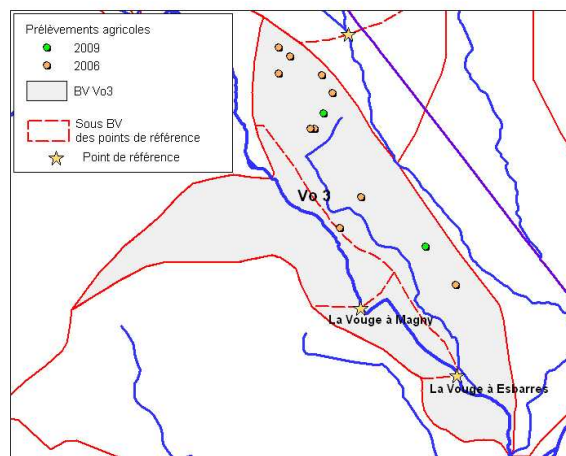 Prélèvements agricoles
2009
2006
BV Vo3
Sous BV
des points de référence
Point de référence
Vo 3
La Vouge à Magny
La Vouge à Esbarres